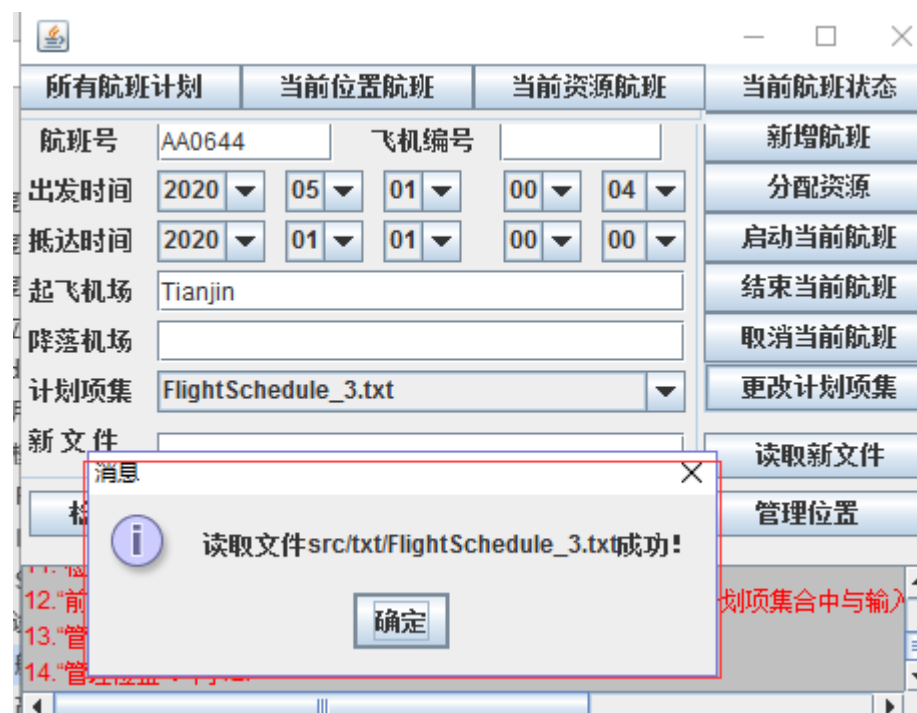 所有航班计划 当前位置航班 当前资源航班 当前航班状态
航班号 AA0644 飞机编号 新增航班
出发时间 2020 05 01 00 04 分配资源
抵达时间 2020 01 01 00 00 启动当前航班
起飞机场 Tianjin 结束当前航班
降落机场 取消当前航班
计划项集 FlightSchedule_3.txt 更改计划项集
新文件 读取新文件
消息
管理位置
读取文件src/txt/FlightSchedule_3.txt成功!
12.“前 划项集合中与输入
确定
13.“管
14.“管